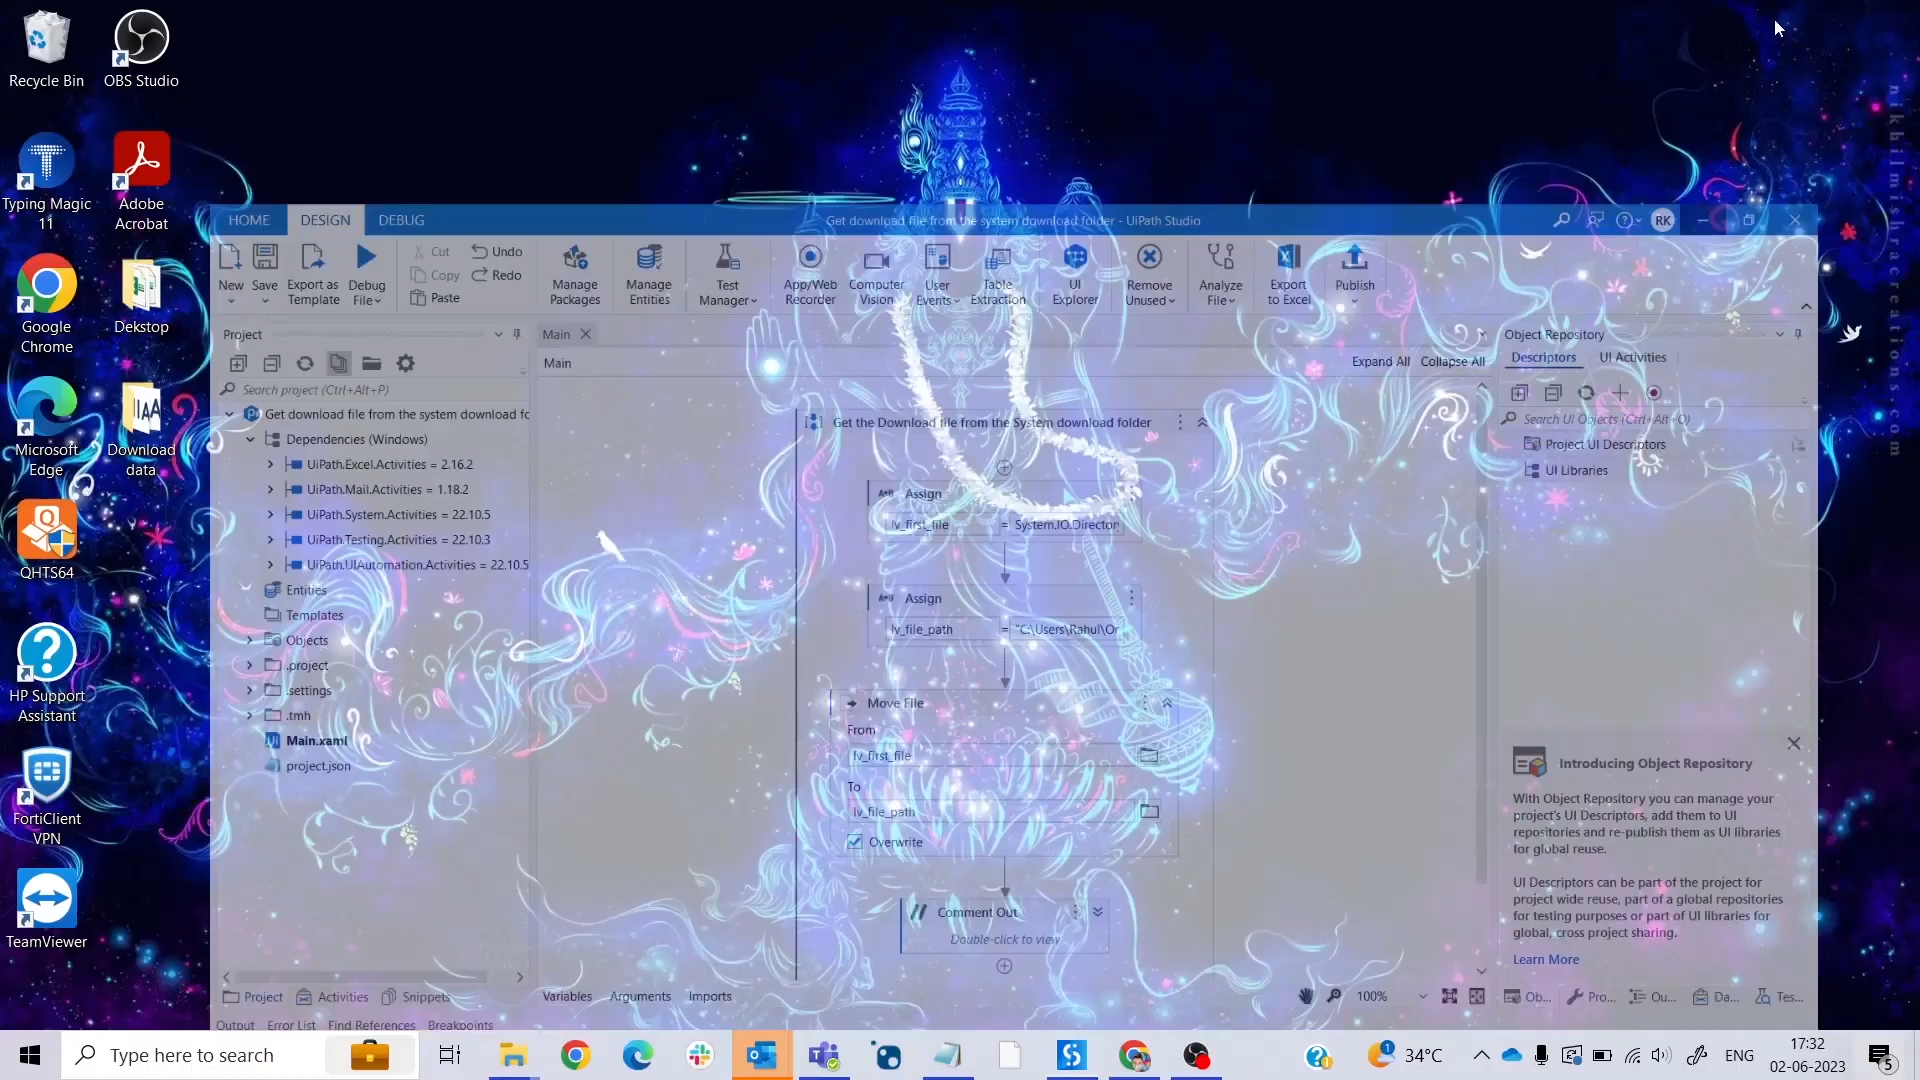 Recycle Bin
OBS Studio
Typing Magic
11
Adobe
Acrobat
Google
Chrome
Dekstop
Microsoft
Edge
Download
data
QHTS64
HP Support
Assistant
FortiClient
VPN
TeamViewer
nikhilmishracreations.com
HOME DESIGN DEBUG
Get download file from the system download folder - UiPath Studio
RK
New
Save
Export as
Template
Debug
File
Cut
Copy
Paste
Undo
Redo
Manage
Packages
Manage
Entities
Test
Manager
App/Web
Recorder
Computer
Vision
User
Events
Table
Extraction
UI
Explorer
Remove
Unused
Analyze
File
Export
to Excel
Publish
Project
Search project (Ctrl+Alt+P)
Get download file from the system download fc
Dependencies (Windows)
UiPath.Excel.Activities = 2.16.2
UiPath.Mail.Activities = 1.18.2
UiPath.System.Activities = 22.10.5
UiPath.Testing.Activities = 22.10.3
UiPath.UIAutomation.Activities = 22.10.5
Entities
Templates
Objects
.project
.settings
.tmh
Main.xaml
project.json
Project Activities Snippets
Output Error List Find References Breakpoints
Main
Main
Expand All Collapse All
Get the Download file from the System download folder
A+B Assign
lv_first_file = System.IO.Director
A+B Assign
lv_file_path = "C:\Users\Rahul\Or
Move File
From
lv_first_file
To
lv_file_path
Overwrite
// Comment Out
Double-click to view
Variables Arguments Imports
100%
Object Repository
Descriptors UI Activities
Search UI Objects (Ctrl+Alt+O)
Project UI Descriptors
UI Libraries
Introducing Object Repository
With Object Repository you can manage your
project's UI Descriptors, add them to UI
repositories and re-publish them as UI libraries
for global reuse.
UI Descriptors can be part of the project for
project wide reuse, part of a global repositories
for testing purposes or part of UI libraries for
global, cross project sharing.
Learn More
Ob... Pro... Ou... Da... Tes...
Type here to search
1
34°C
ENG
17:32
02-06-2023
5